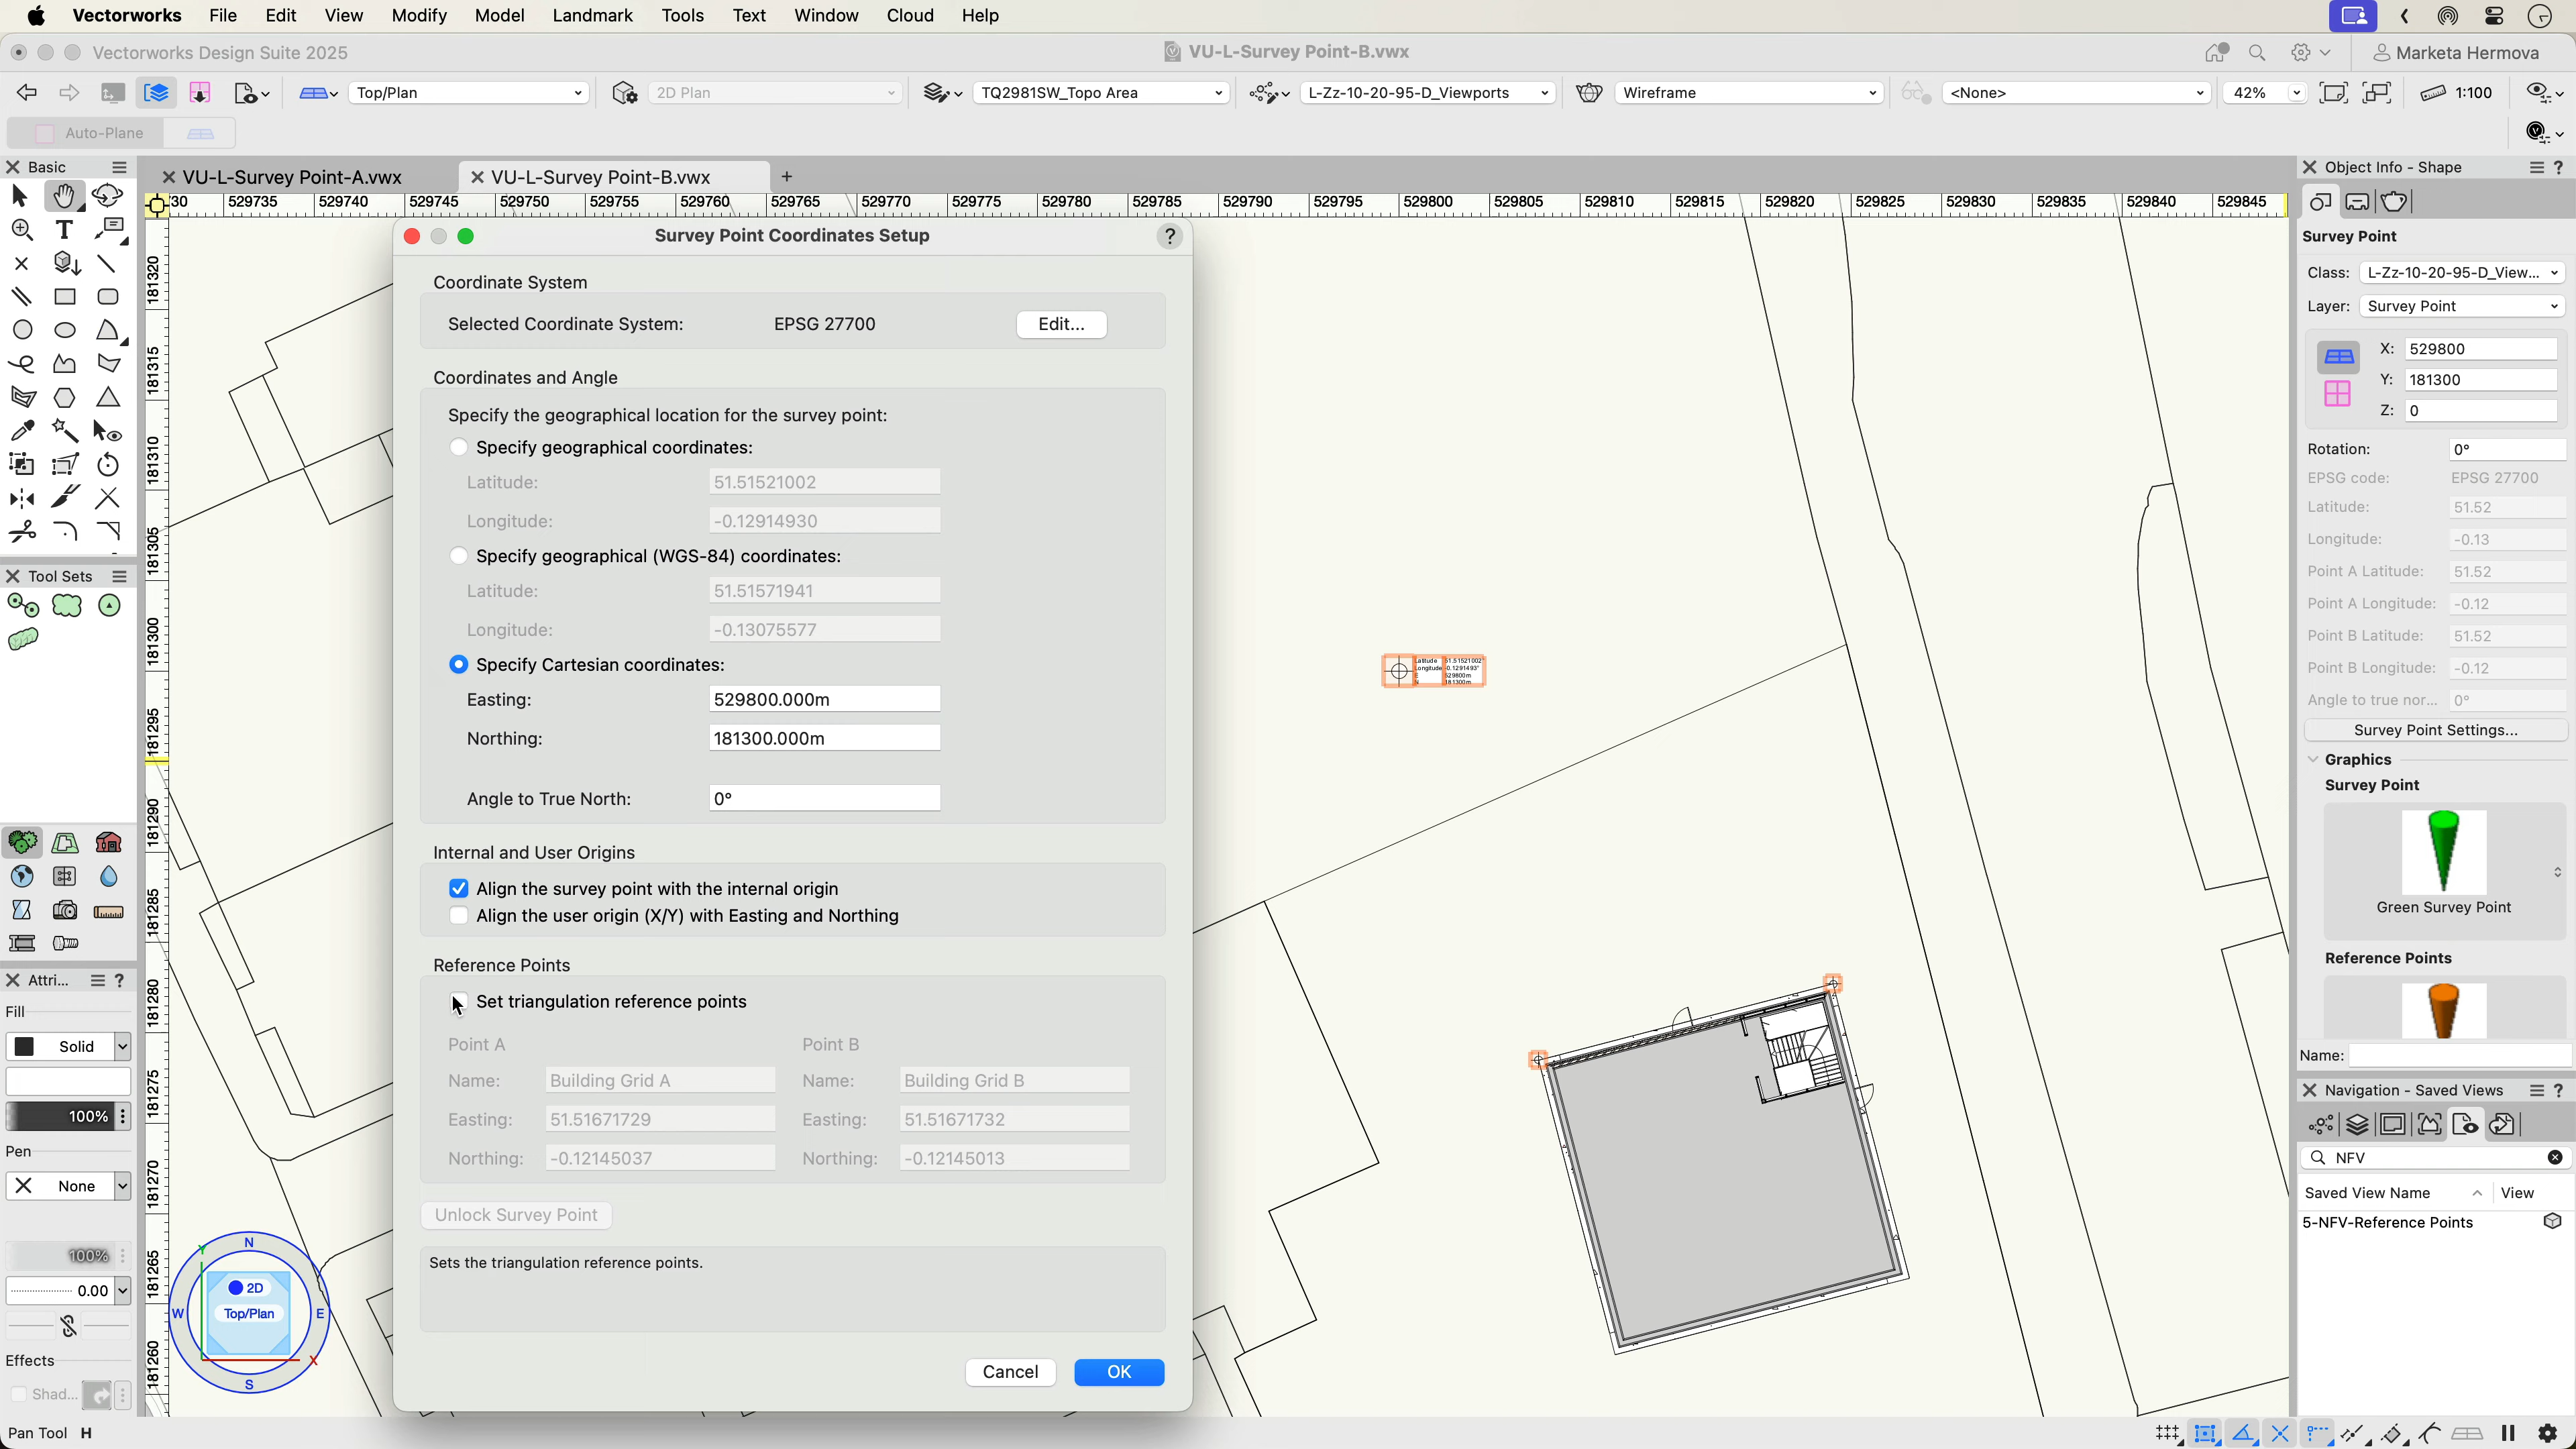 Vectorworks File Edit View Modify Model Landmark Tools Text Window Cloud Help
Vectorworks Design Suite 2025
VU-L-Survey Point-B.vwx
Marketa Hermova
Top/Plan
2D Plan
TQ2981SW_Topo Area
L-Zz-10-20-95-D_Viewports
Wireframe
<None>
42%
1:100
Auto-Plane
Basic
VU-L-Survey Point-A.vwx
VU-L-Survey Point-B.vwx
Object Info - Shape
'30 529735 529740 529745 529750 529755 529760 529765 529770 529775 529780 529785 529790 529795 529800 529805 529810 529815 529820 529825 529830 529835 529840 529845
181320
181315
181310
181305
181300
181295
181290
181285
181280
181275
181270
181265
181260
Tool Sets
Attri...
Fill
Solid
100%
Pen
None
100%
0.00
Effects
Shad...
Pan Tool H
N
W
E
S
Y
X
2D
Top/Plan
Survey Point Coordinates Setup
?
Coordinate System
Selected Coordinate System: EPSG 27700 Edit...
Coordinates and Angle
Specify the geographical location for the survey point:
Specify geographical coordinates:
Latitude: 51.51521002
Longitude: -0.12914930
Specify geographical (WGS-84) coordinates:
Latitude: 51.51571941
Longitude: -0.13075577
Specify Cartesian coordinates:
Easting: 529800.000m
Northing: 181300.000m
Angle to True North: 0°
Internal and User Origins
Align the survey point with the internal origin
Align the user origin (X/Y) with Easting and Northing
Reference Points
Set triangulation reference points
Point A Point B
Name: Building Grid A Name: Building Grid B
Easting: 51.51671729 Easting: 51.51671732
Northing: -0.12145037 Northing: -0.12145013
Unlock Survey Point
Sets the triangulation reference points.
Cancel OK
Latitude 51.51521002°
Longitude -0.1291493°
529800m
181300m
Survey Point
Class: L-Zz-10-20-95-D_View...
Layer: Survey Point
X: 529800
Y: 181300
Z: 0
Rotation: 0°
EPSG code: EPSG 27700
Latitude: 51.52
Longitude: -0.13
Point A Latitude: 51.52
Point A Longitude: -0.12
Point B Latitude: 51.52
Point B Longitude: -0.12
Angle to true nor... 0°
Survey Point Settings...
Graphics
Survey Point
Green Survey Point
Reference Points
Name:
Navigation - Saved Views
NFV
Saved View Name View
5-NFV-Reference Points